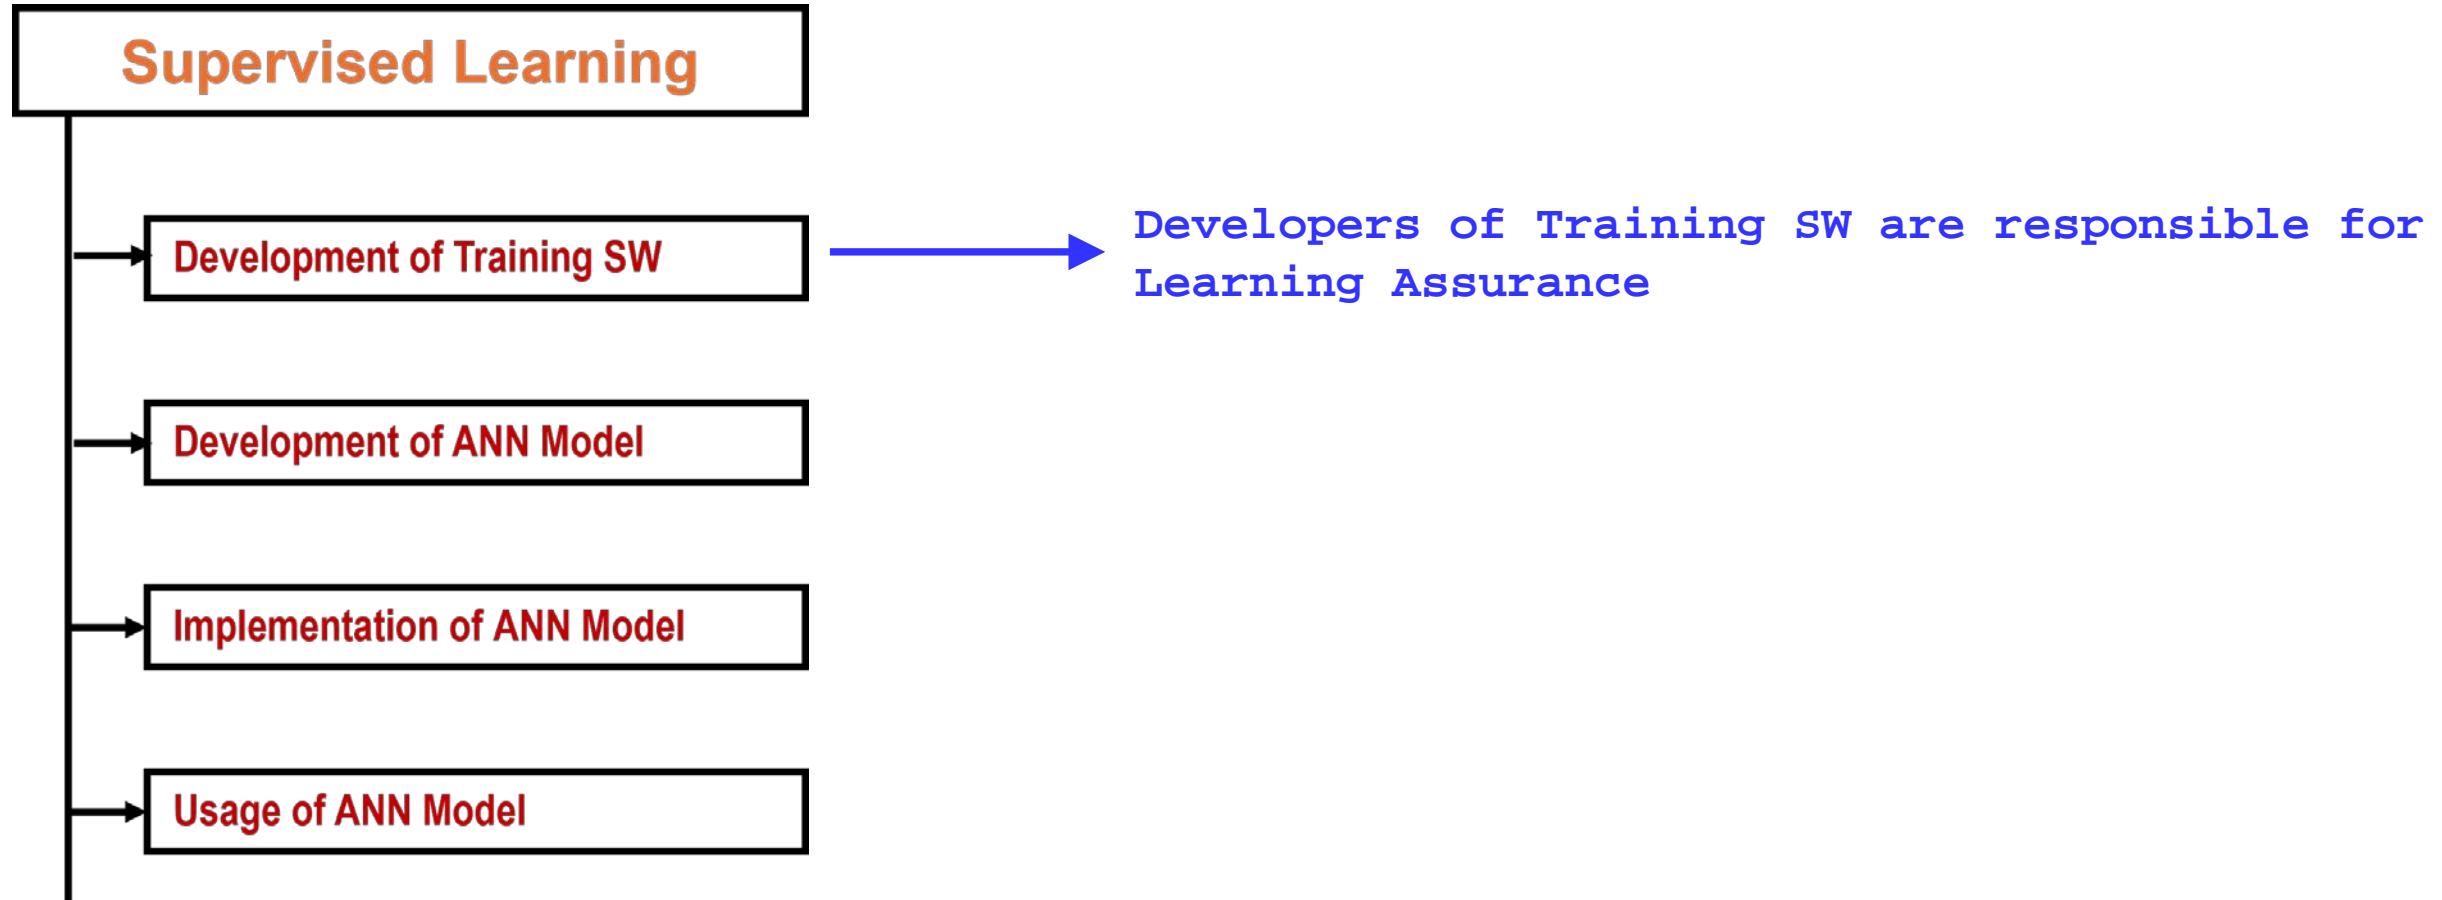 Supervised Learning
Development of Training SW
Developers of Training SW are responsible for
Learning Assurance
Development of ANN Model
Implementation of ANN Model
Usage of ANN Model